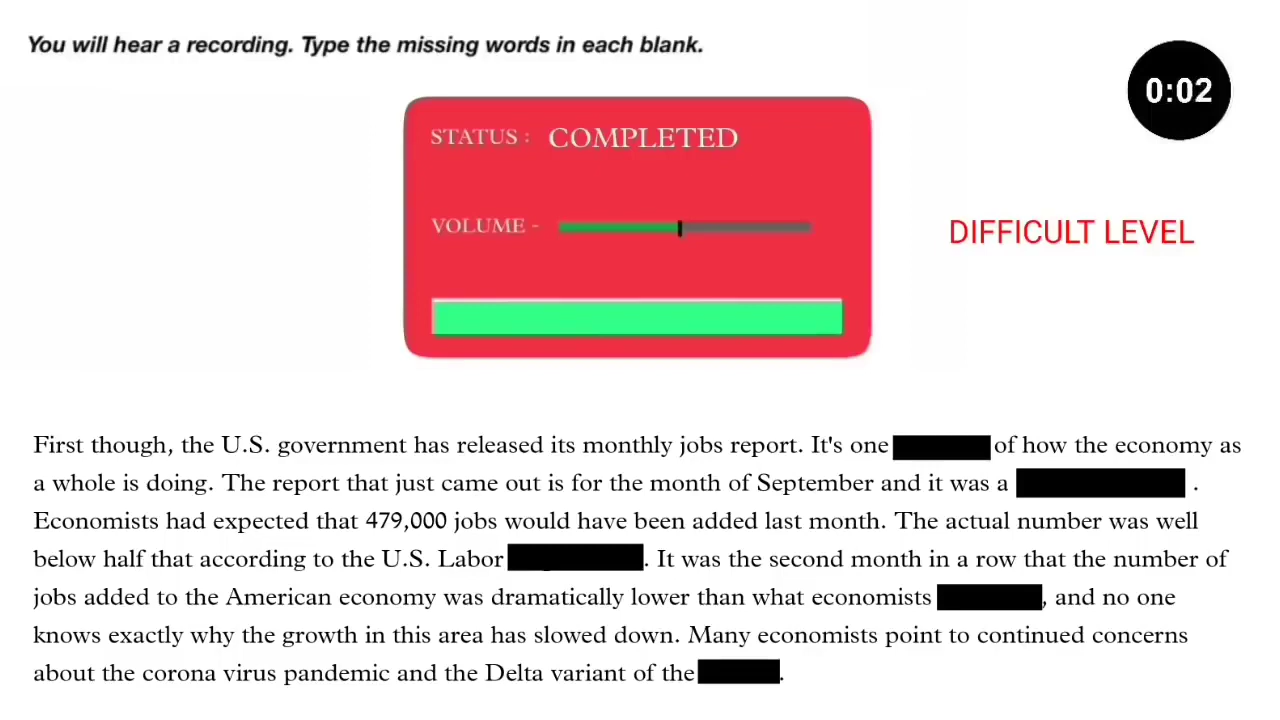 You will hear a recording. Type the missing words in each blank.
0:02
STATUS : COMPLETED
VOLUME -
DIFFICULT LEVEL
First though, the U.S. government has released its monthly jobs report. It's one of how the economy as
a whole is doing. The report that just came out is for the month of September and it was a .
Economists had expected that 479,000 jobs would have been added last month. The actual number was well
below half that according to the U.S. Labor . It was the second month in a row that the number of
jobs added to the American economy was dramatically lower than what economists , and no one
knows exactly why the growth in this area has slowed down. Many economists point to continued concerns
about the corona virus pandemic and the Delta variant of the .